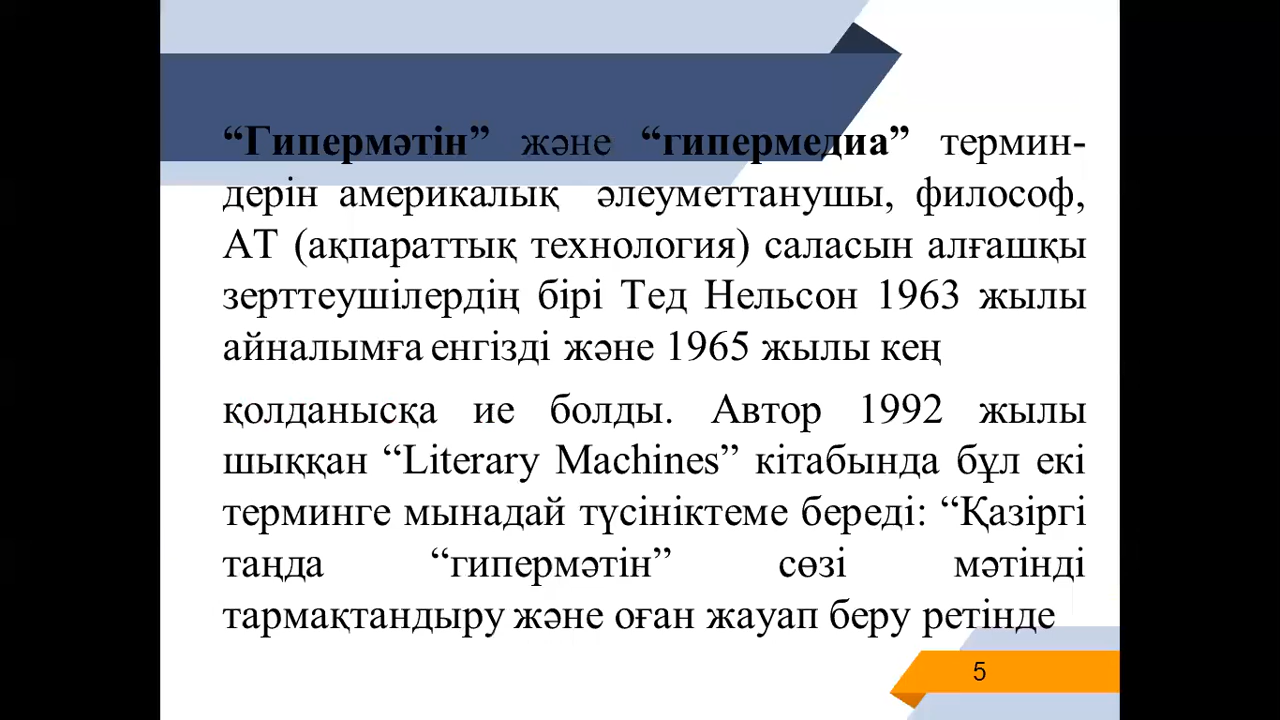 “Гипермәтін” және “гипермедиа” термин-
дерін америкалық әлеуметтанушы, философ,
АТ (ақпараттық технология) саласын алғашқы
зерттеушілердің бірі Тед Нельсон 1963 жылы
айналымға енгізді және 1965 жылы кең
қолданысқа ие болды. Автор 1992 жылы
шыққан “Literary Machines” кітабында бұл екі
терминге мынадай түсініктеме береді: “Қазіргі
таңда “гипермәтін” сөзі мәтінді
тармақтандыру және оған жауап беру ретінде
5